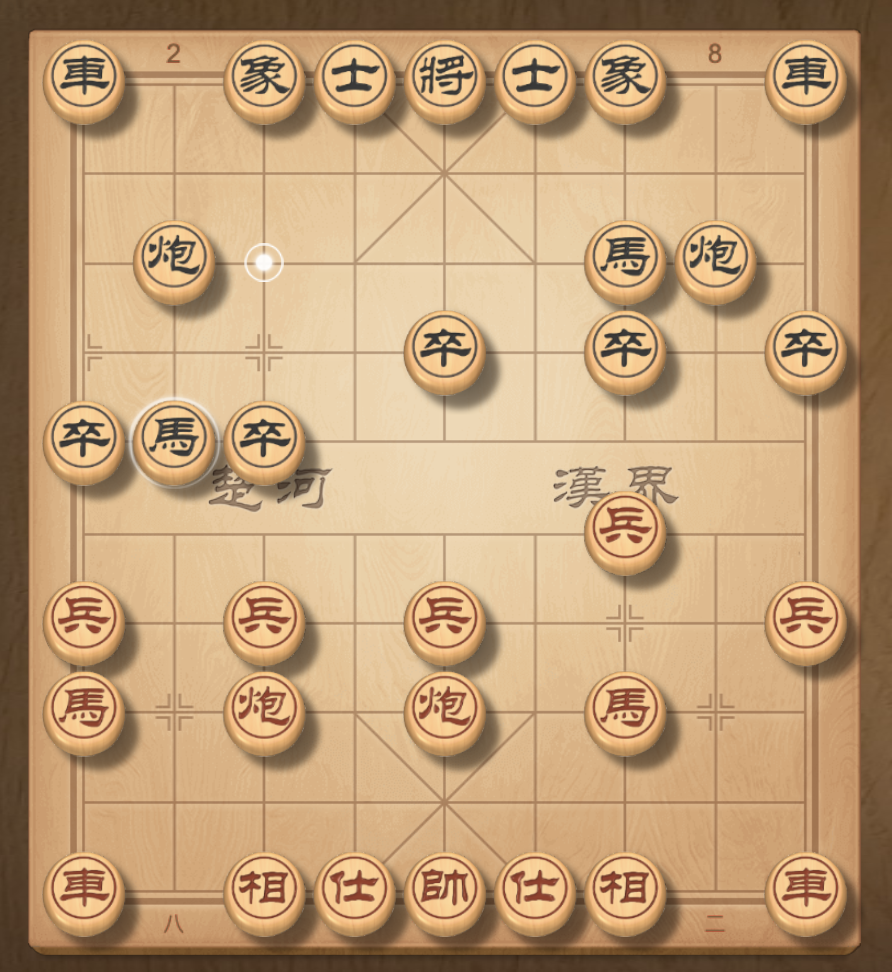 2 8
車 象 士 將 士 象 車
炮 馬 炮
卒 卒 卒
卒 馬 卒
楚河 漢界
兵
兵 兵 兵 兵
馬 炮 炮 馬
車 相 仕 帥 仕 相 車
八 二